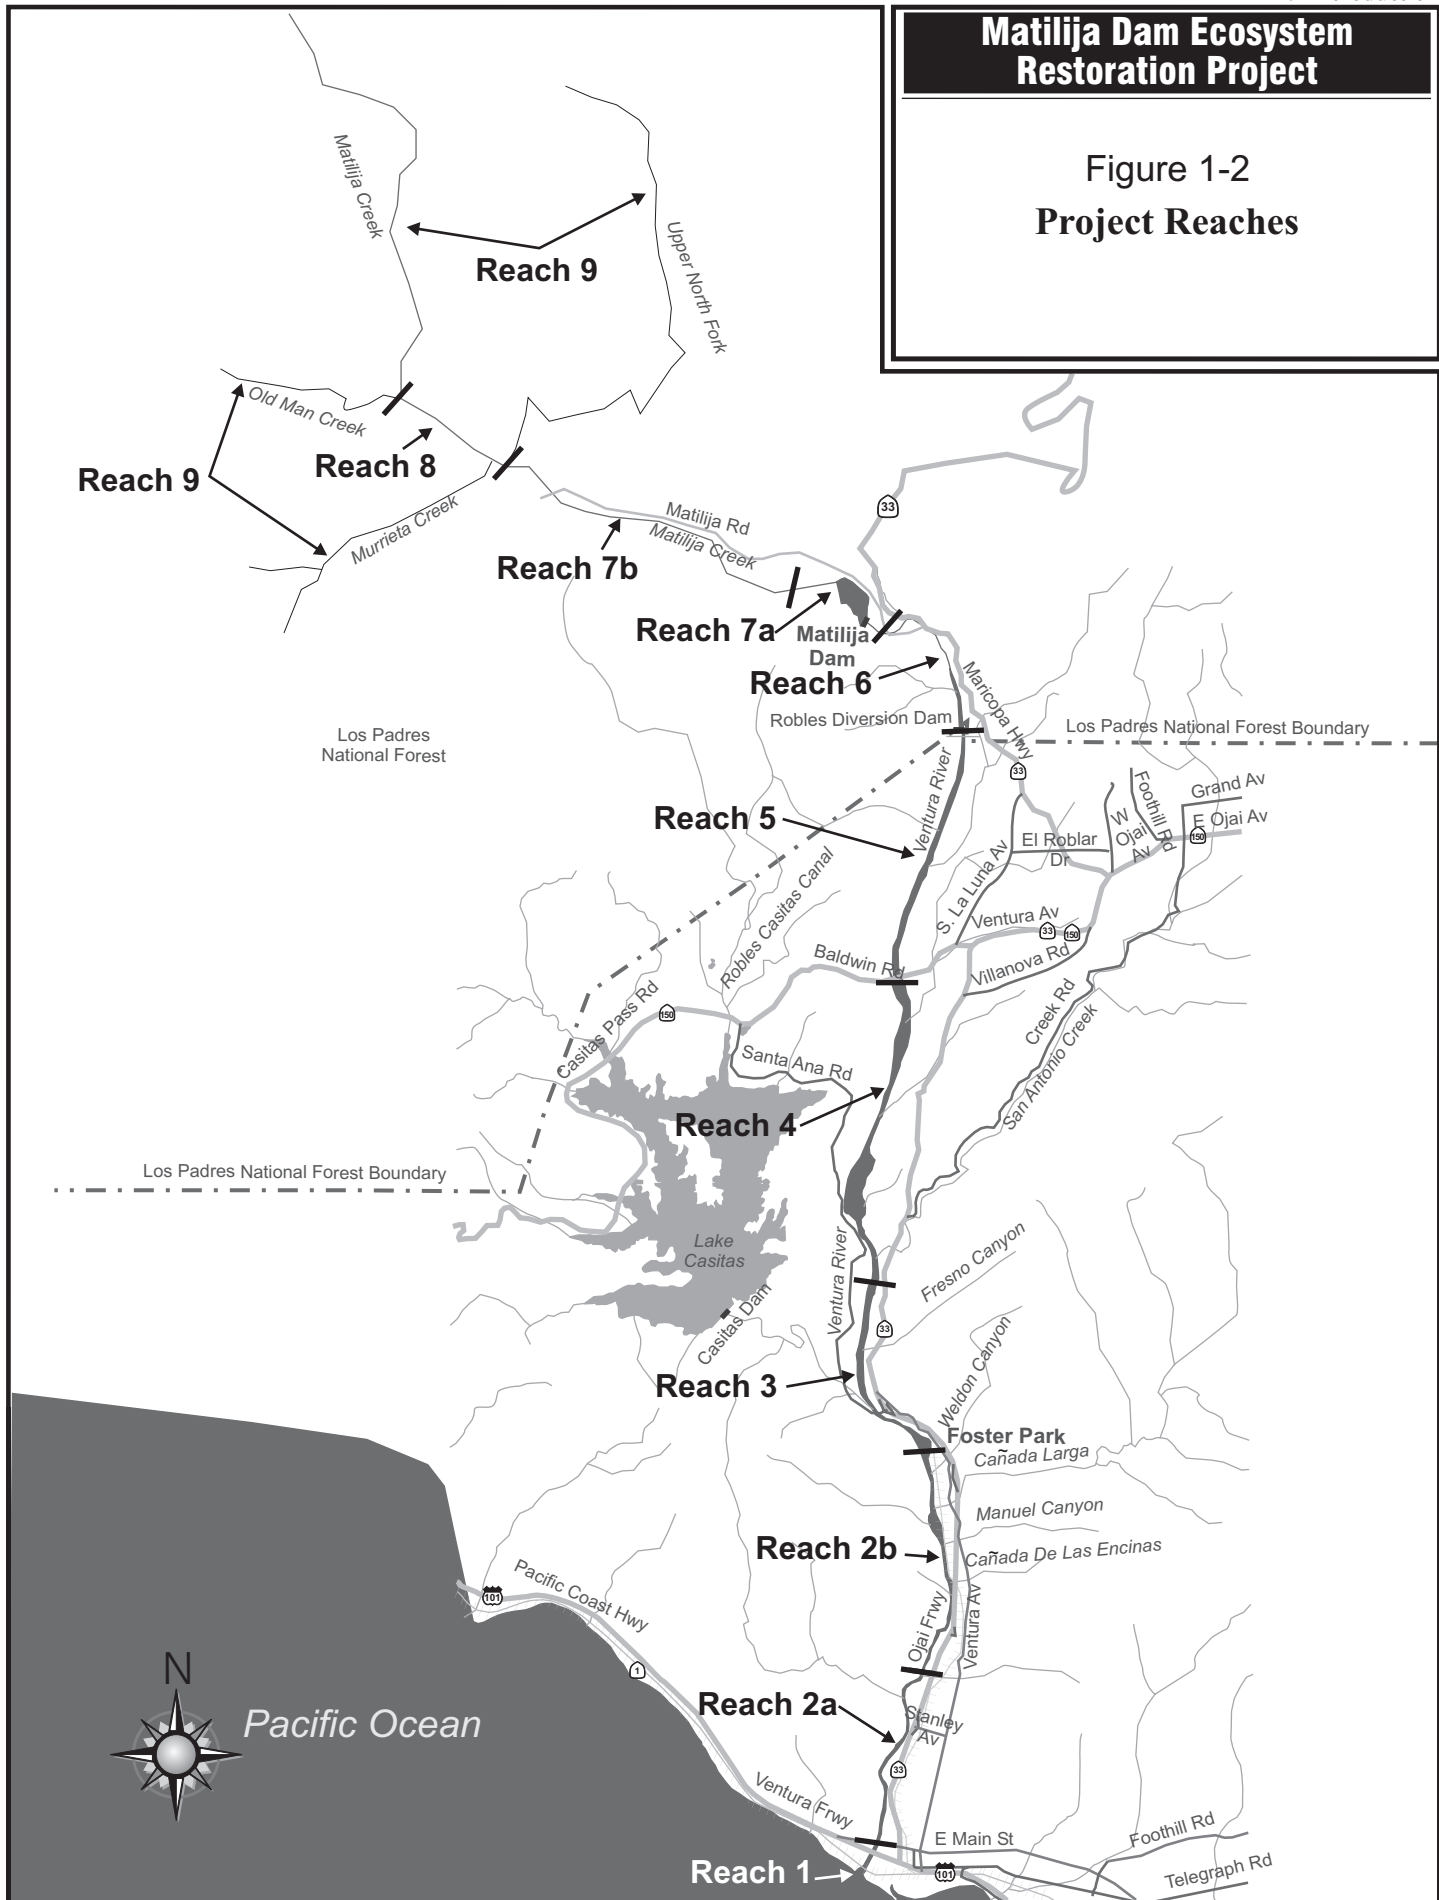 Matilija Dam Ecosystem
Restoration Project
Figure 1-2
Project Reaches
Matilija Creek
Reach 9
Upper North Fork
Old Man Creek
Reach 8
Reach 9
Murrieta Creek
33
Matilija Rd
Matilija Creek
Reach 7b
Reach 7a
Matilija
Dam
Reach 6
Maricopa Hwy
Robles Diversion Dam
Los Padres National Forest Boundary
Los Padres
National Forest
33
Ventura River
Reach 5
Foothill Rd
Grand Av
W
Ojai
Av
E Ojai Av
150
El Roblar
Dr
S. La Luna Av
Robles Casitas Canal
Ventura Av
33
150
Baldwin Rd
Villanova Rd
Casitas Pass Rd
150
Creek Rd
San Antonio Creek
Santa Ana Rd
Reach 4
Los Padres National Forest Boundary
Lake
Casitas
Ventura River
Fresno Canyon
Casitas Dam
33
Weldon Canyon
Reach 3
Foster Park
Cañada Larga
Manuel Canyon
Reach 2b
Cañada De Las Encinas
Pacific Coast Hwy
101
Ojai Frwy
Ventura Av
1
N
Pacific Ocean
Reach 2a
Stanley
Av
33
Ventura Frwy
E Main St
Foothill Rd
Reach 1
101
Telegraph Rd